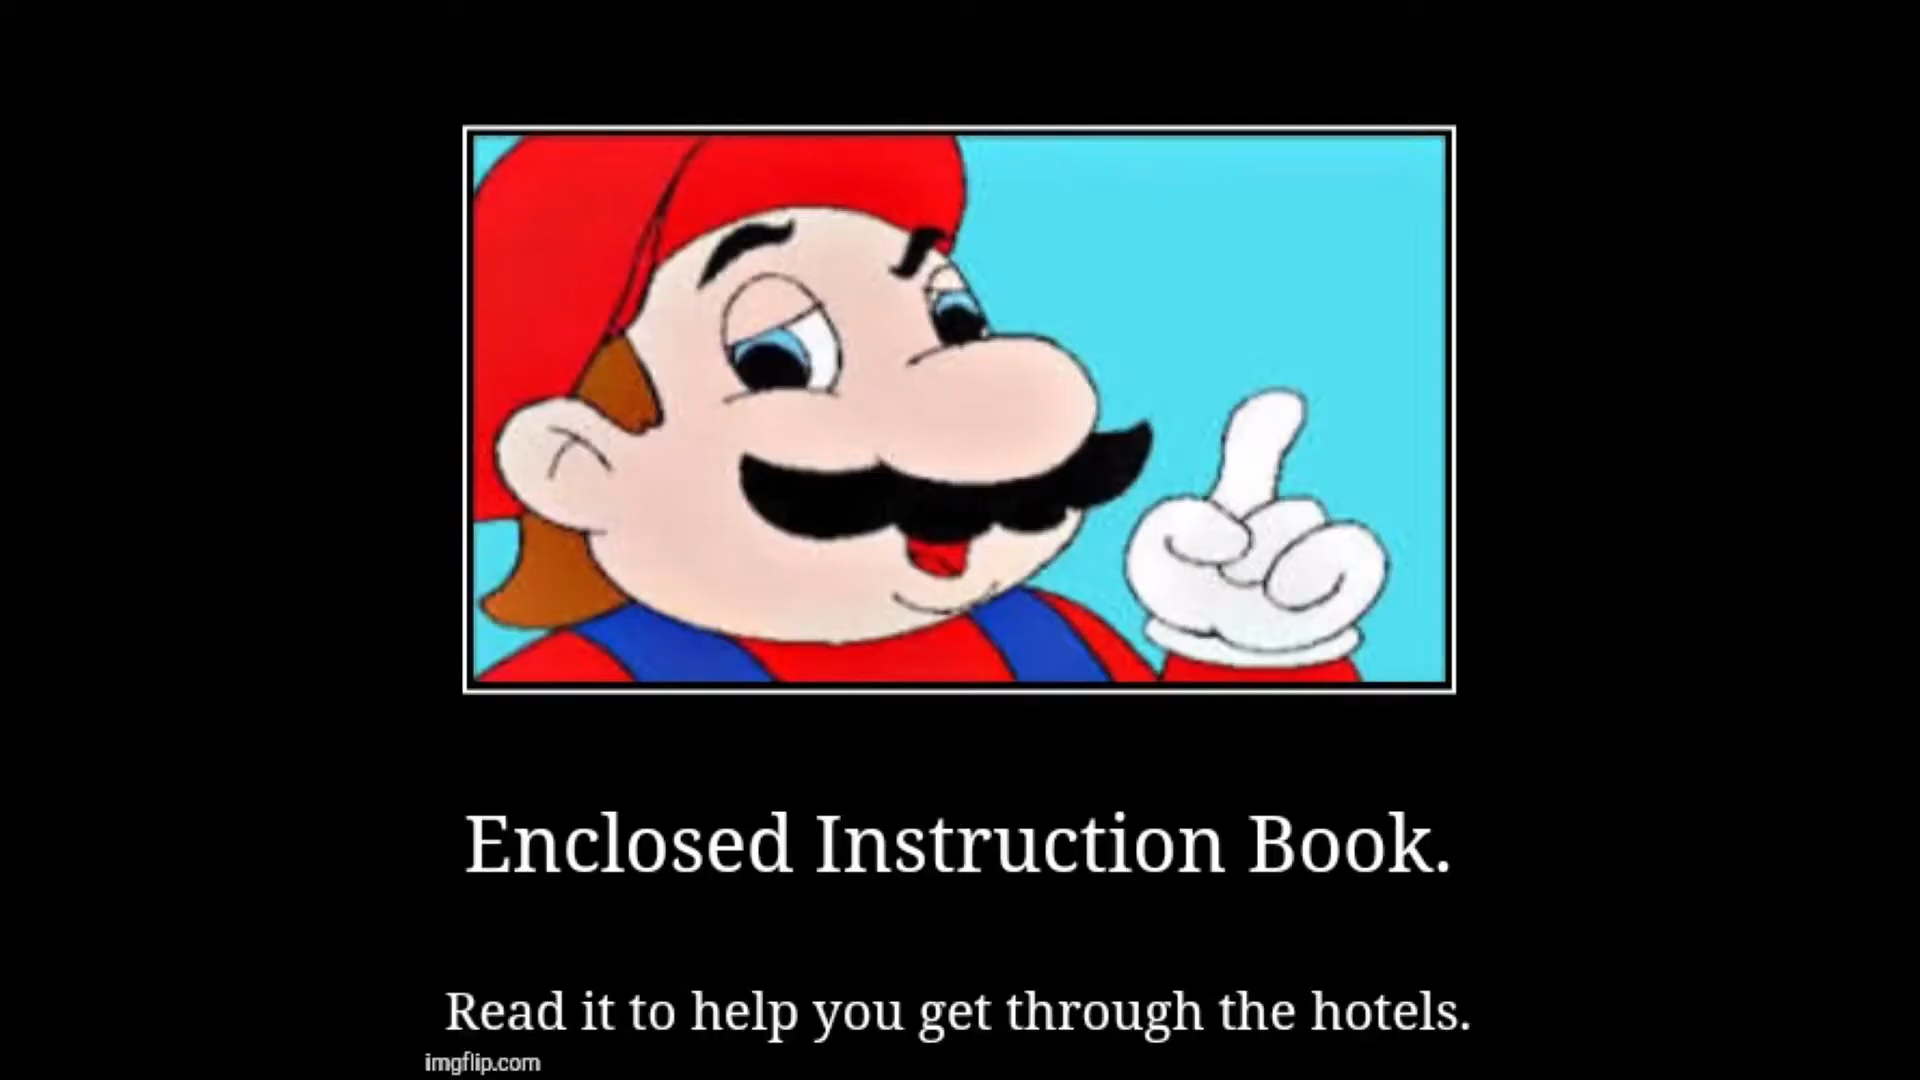 Enclosed Instruction Book.
Read it to help you get through the hotels.
imgflip.com